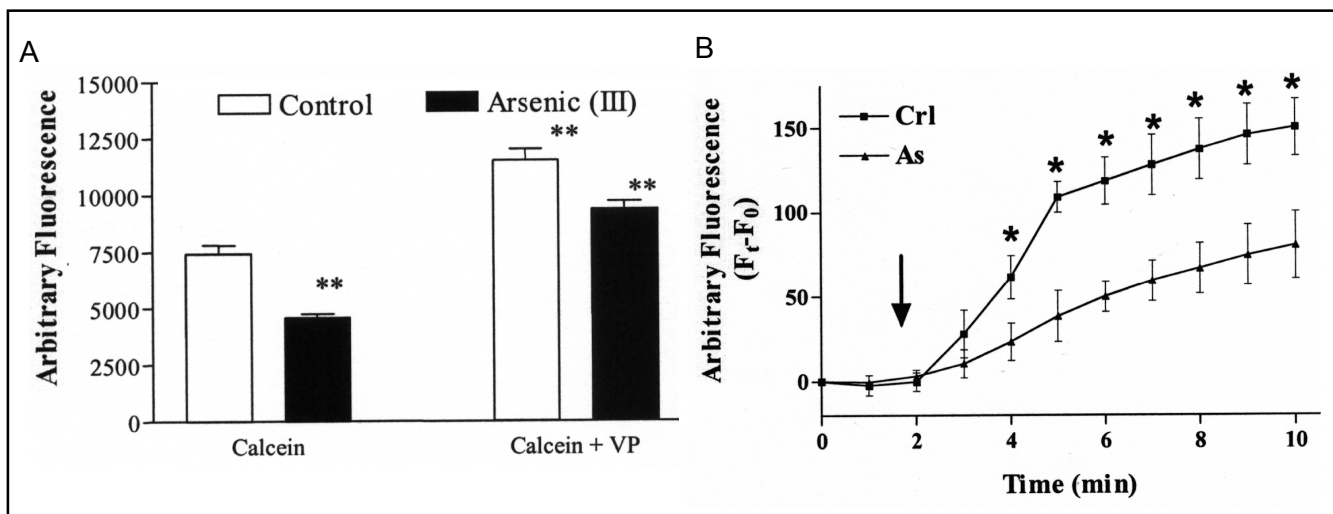 A
Arbitrary Fluorescence
15000
12500
10000
7500
5000
2500
0
Control
Arsenic (III)
**
**
**
Calcein
Calcein + VP
B
Arbitrary Fluorescence
(Ft-F0)
150
100
50
0
Crl
As
* * * * * * *
0 2 4 6 8 10
Time (min)